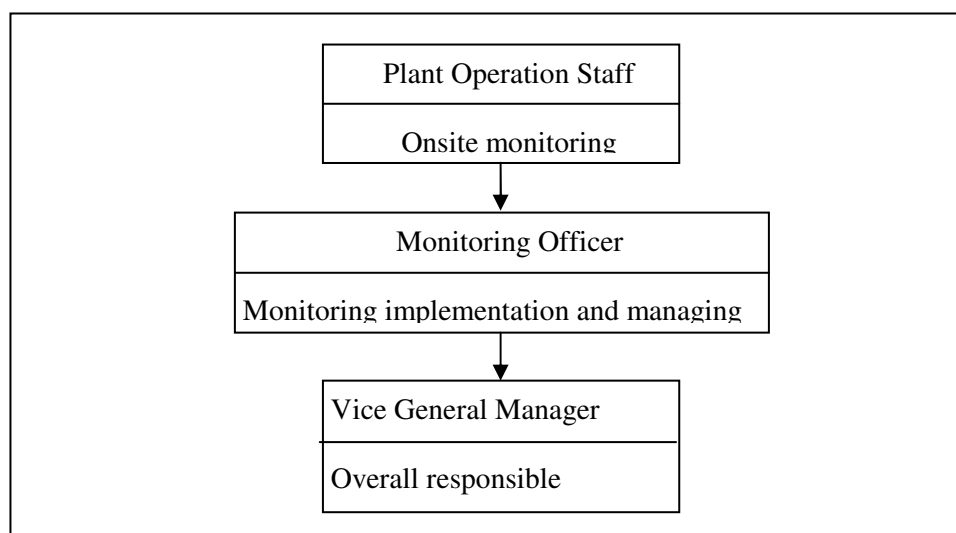 Plant Operation Staff
Onsite monitoring
Monitoring Officer
Monitoring implementation and managing
Vice General Manager
Overall responsible